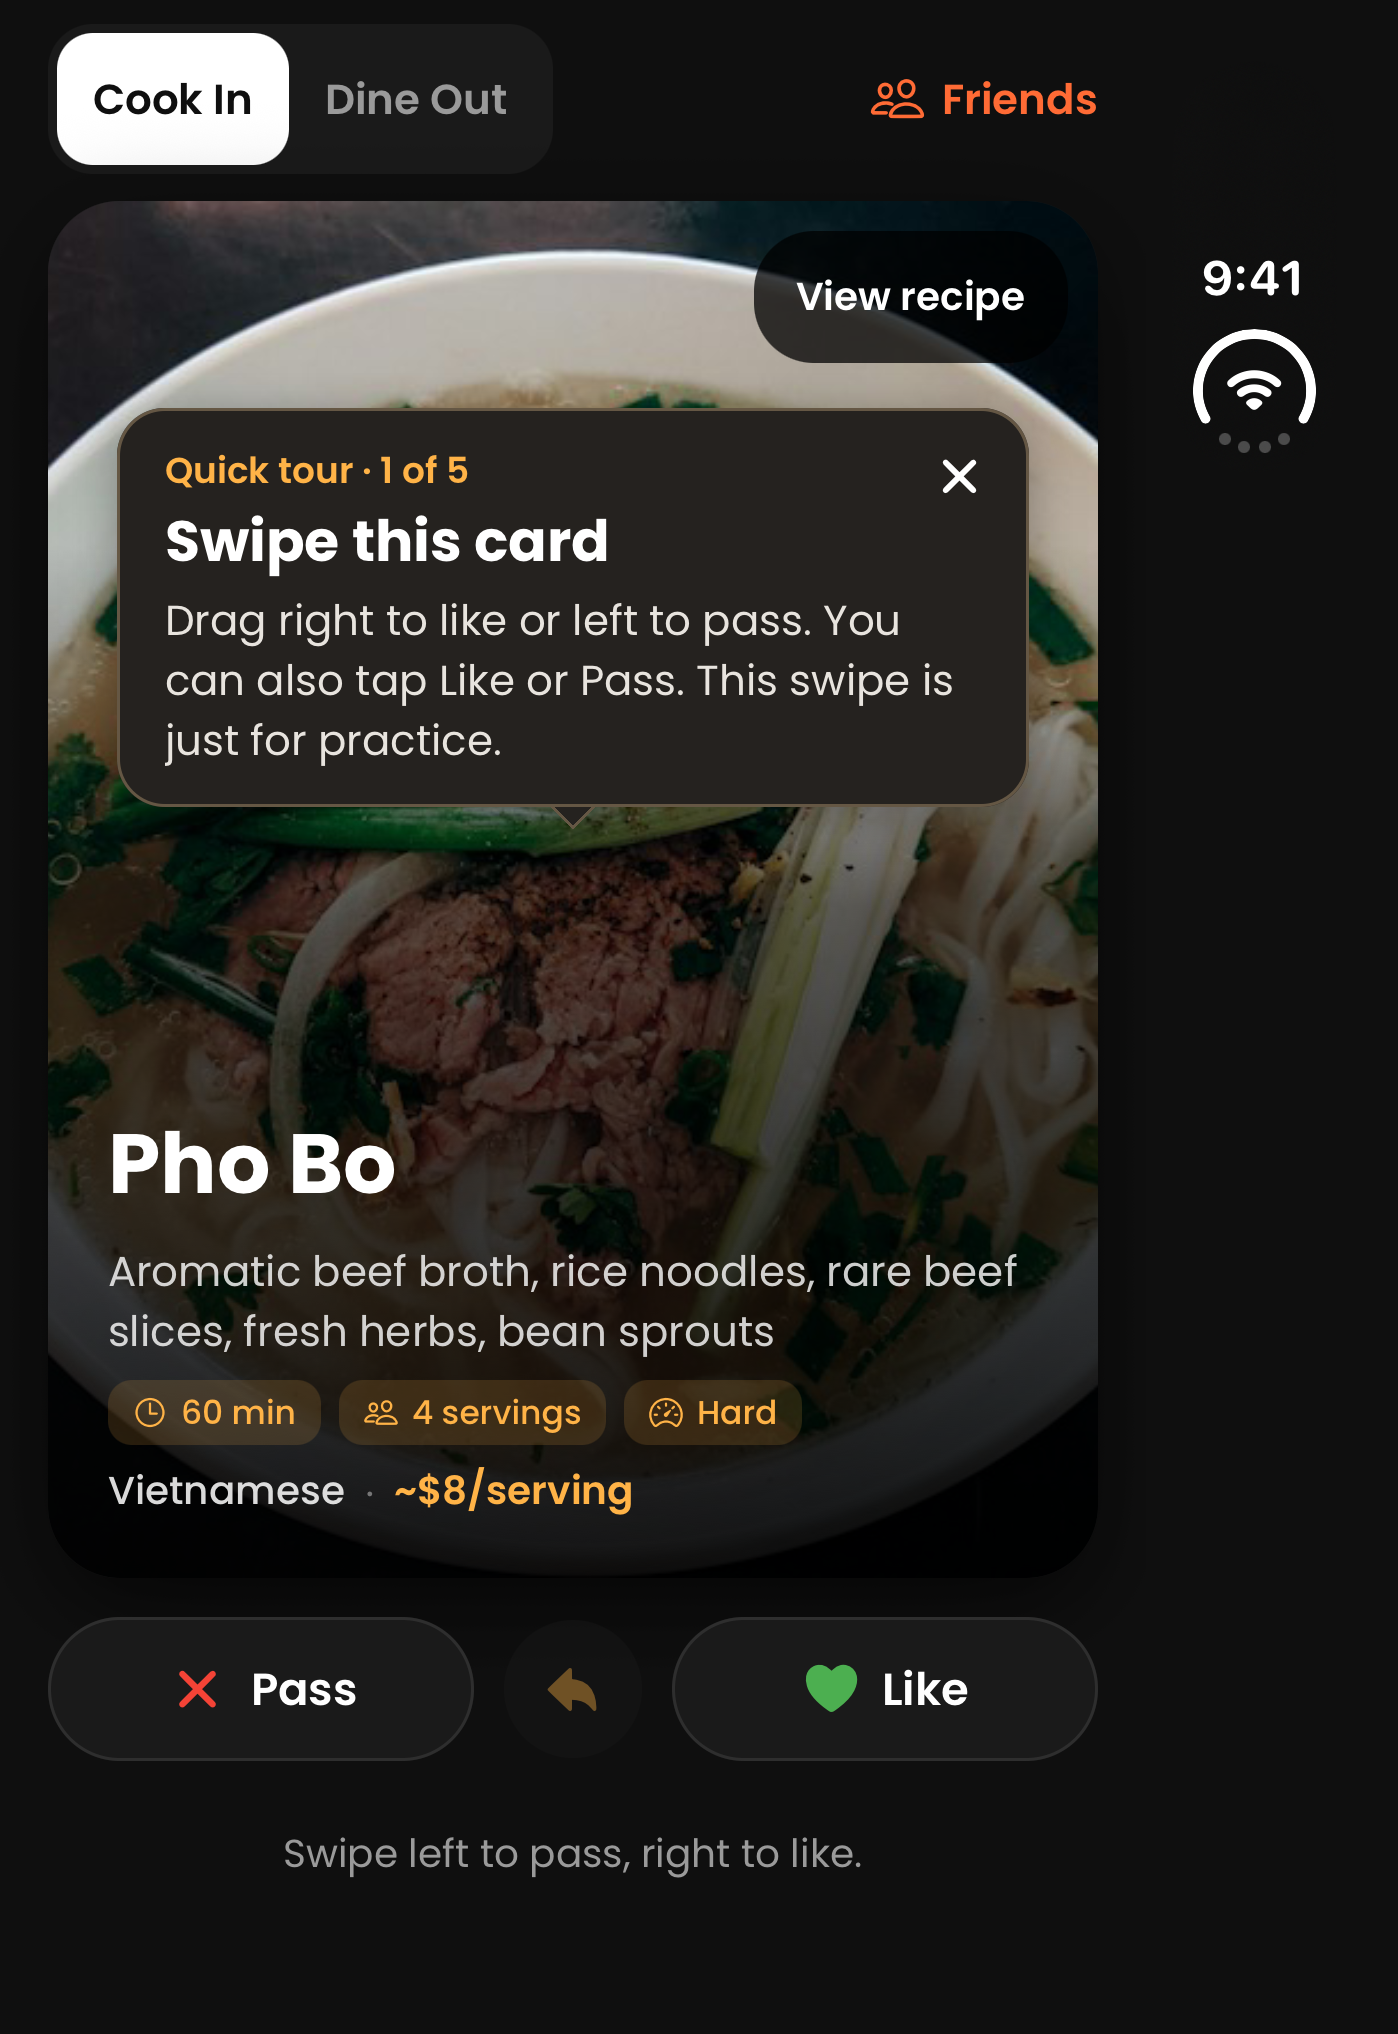 Cook In
Dine Out
Friends
View recipe
9:41
Quick tour · 1 of 5
Swipe this card
Drag right to like or left to pass. You
can also tap Like or Pass. This swipe is
just for practice.
Pho Bo
Aromatic beef broth, rice noodles, rare beef
slices, fresh herbs, bean sprouts
60 min
4 servings
Hard
Vietnamese · ~$8/serving
Pass
Like
Swipe left to pass, right to like.